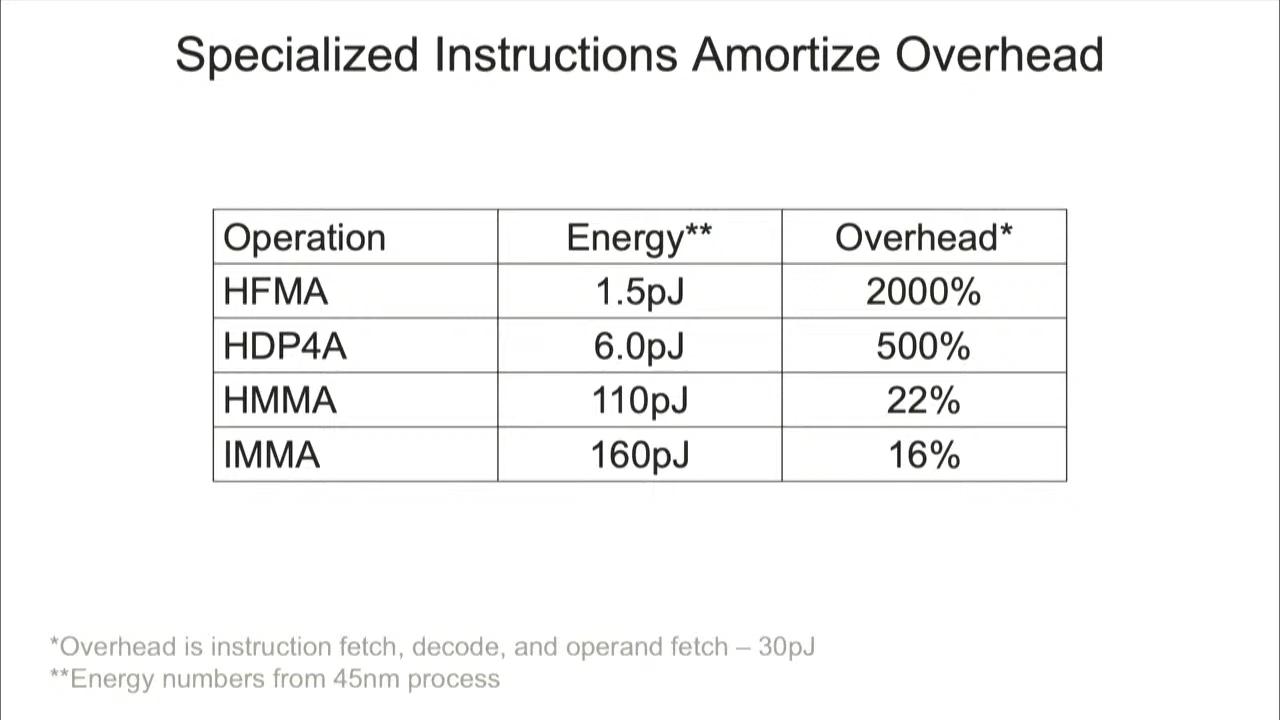 Specialized Instructions Amortize Overhead
Operation Energy** Overhead*
HFMA 1.5pJ 2000%
HDP4A 6.0pJ 500%
HMMA 110pJ 22%
IMMA 160pJ 16%
*Overhead is instruction fetch, decode, and operand fetch – 30pJ
**Energy numbers from 45nm process